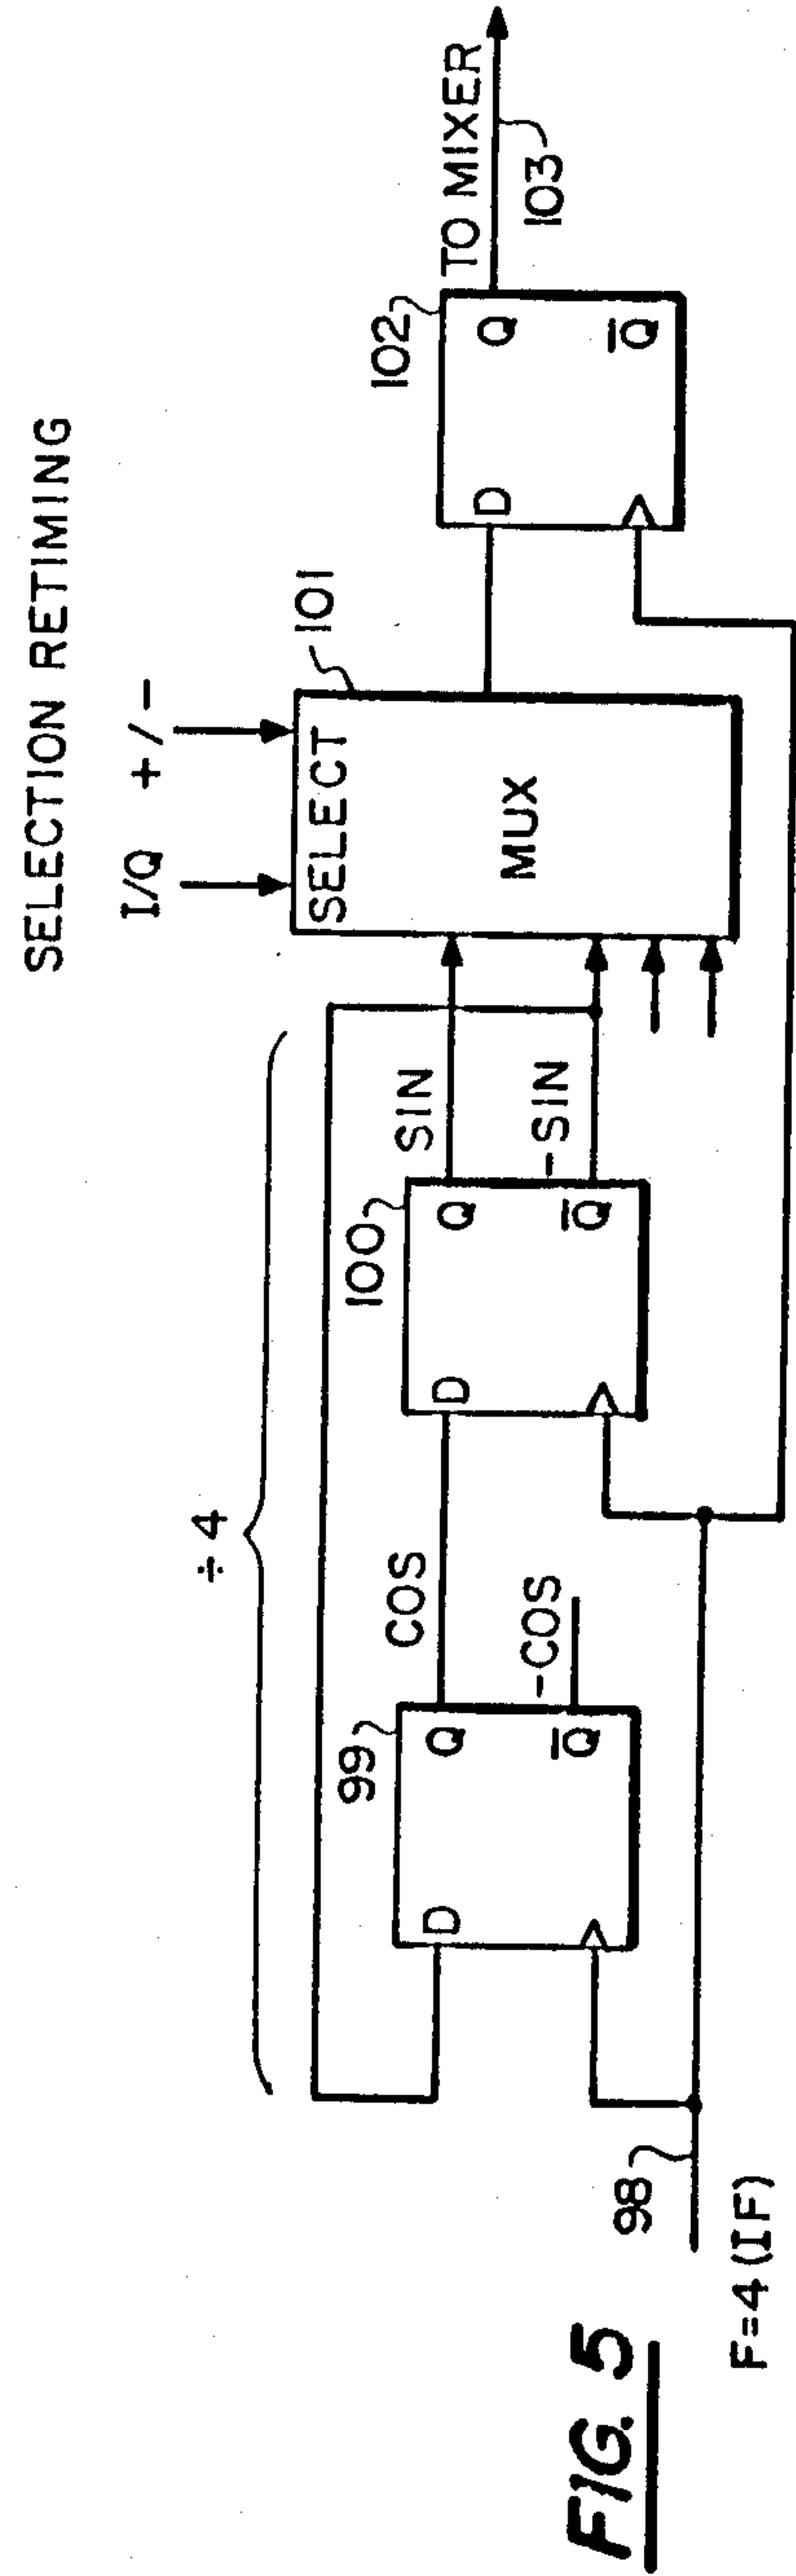 SELECTION RETIMING
I/Q +/-
÷4
SELECT
101
MUX
99
D
Q
Q̅
COS
-COS
100
D
Q
Q̅
SIN
-SIN
102
D
Q
Q̅
TO MIXER
103
98
F=4 (IF)
FIG. 5